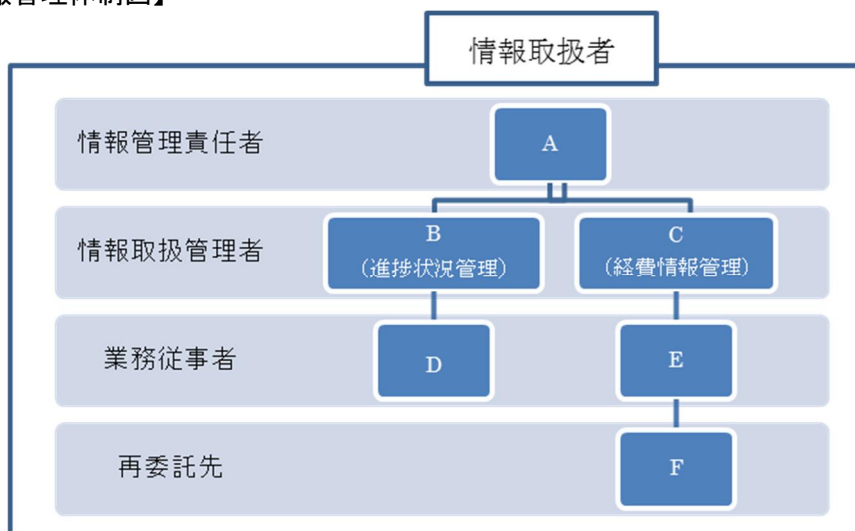 情報取扱者
情報管理責任者
A
情報取扱管理者
B
(進捗状況管理)
C
(経費情報管理)
業務従事者
D
E
再委託先
F